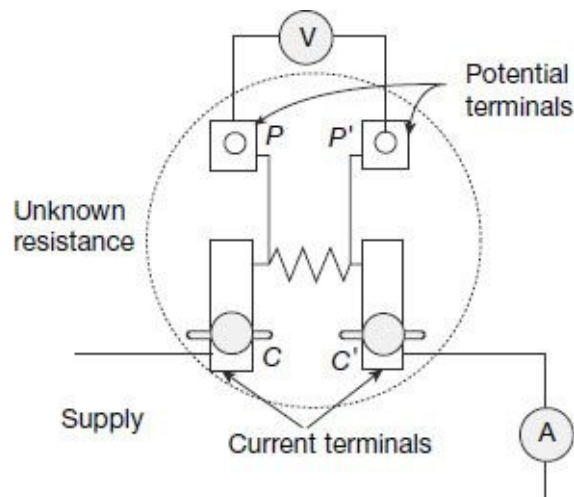 V
Potential
terminals
P
P'
Unknown
resistance
C
C'
Supply
Current terminals
A